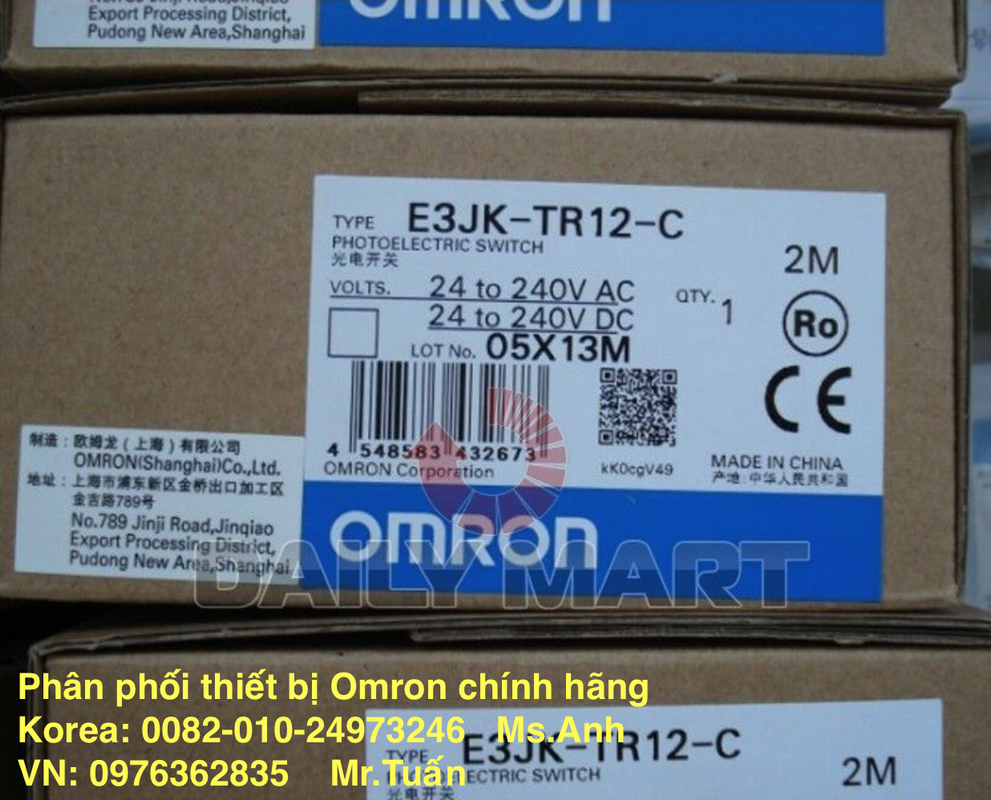 Export Processing District,
Pudong New Area,Shanghai
OMRON
TYPE E3JK-TR12-C
PHOTOELECTRIC SWITCH
光电开关
2M
VOLTS. 24 to 240V AC
24 to 240V DC
QTY. 1
Ro
LOT No. 05X13M
CE
4 548583 432673
OMRON Corporation
kK0cgV49
MADE IN CHINA
产地:中华人民共和国
制造:欧姆龙(上海)有限公司
OMRON(Shanghai)Co.,Ltd.
地址:上海市浦东新区金桥出口加工区
金吉路789号
No.789 Jinji Road,Jinqiao
Export Processing District,
Pudong New Area,Shanghai
OMRON
DAILY MART
Phân phối thiết bị Omron chính hãng
Korea: 0082-010-24973246 Ms.Anh
VN: 0976362835 Mr.Tuấn
TYPE E3JK-TR12-C
PHOTOELECTRIC SWITCH
光电开关
2M